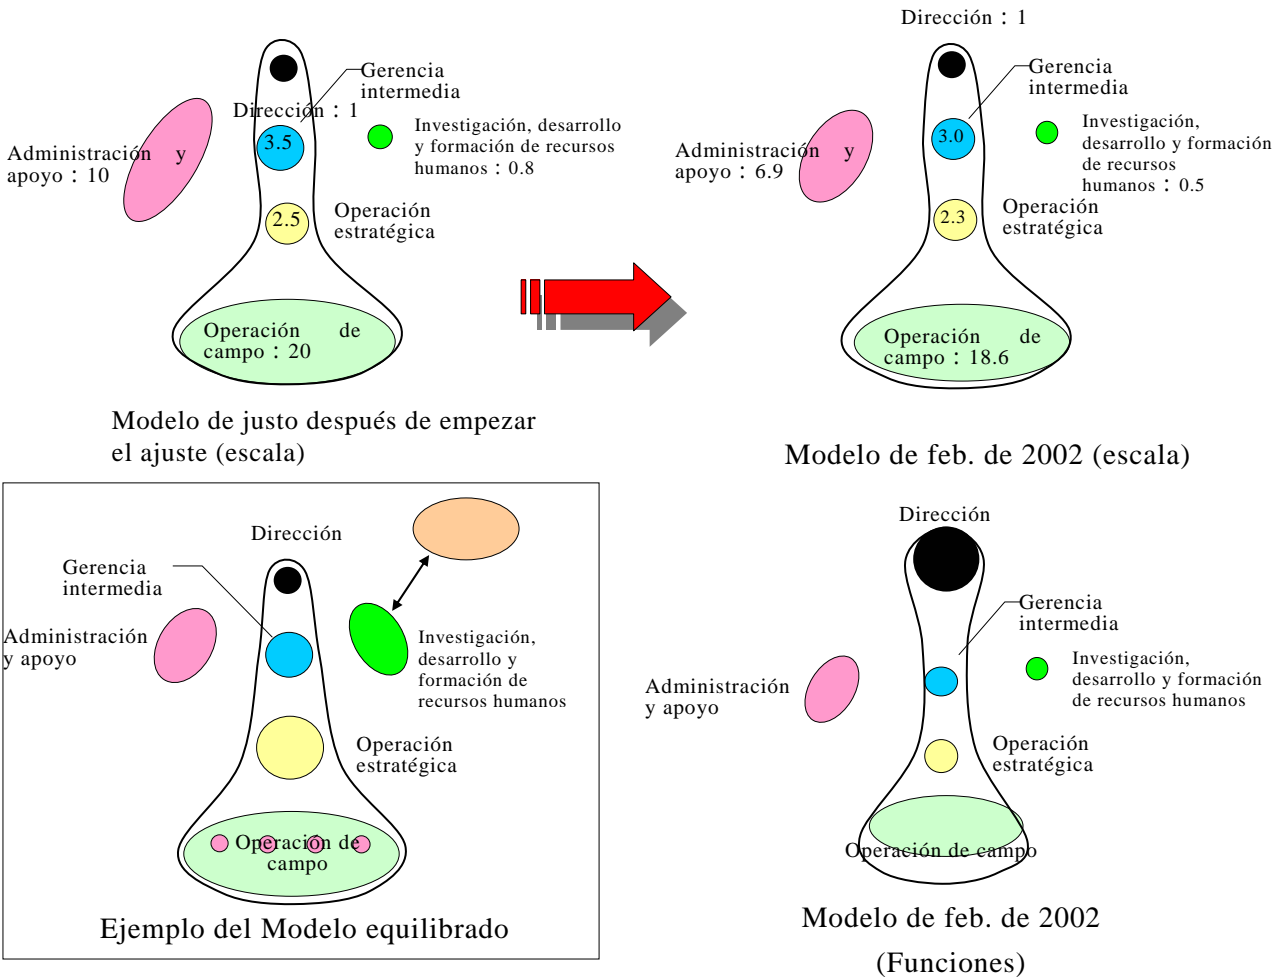 Dirección：1
Gerencia
intermedia
Dirección：1
3.5
Investigación, desarrollo
y formación de recursos
humanos：0.8
Administración y
apoyo：10
2.5
Operación
estratégica
Operación de
campo：20
Modelo de justo después de empezar
el ajuste (escala)
Gerencia
intermedia
3.0
Investigación,
desarrollo y formación
de recursos
humanos：0.5
Administración y
apoyo：6.9
2.3
Operación
estratégica
Operación de
campo：18.6
Modelo de feb. de 2002 (escala)
Dirección
Gerencia
intermedia
Administración
y apoyo
Investigación,
desarrollo y
formación de
recursos humanos
Operación
estratégica
Operación de
campo
Ejemplo del Modelo equilibrado
Dirección
Gerencia
intermedia
Investigación,
desarrollo y formación
de recursos humanos
Administración
y apoyo
Operación
estratégica
Operación de campo
Modelo de feb. de 2002
(Funciones)